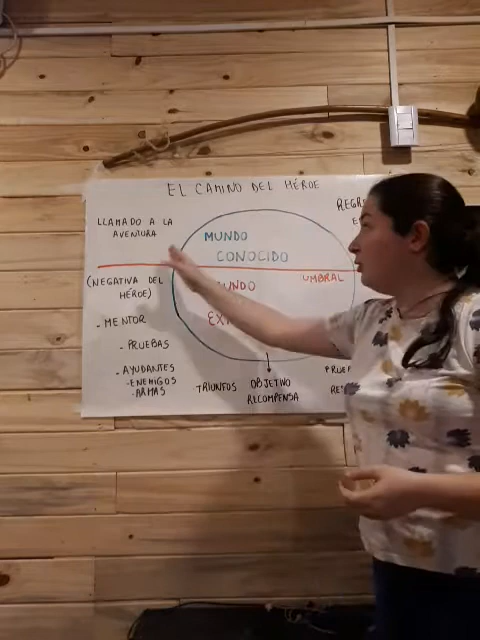 EL CAMINO DEL HÉROE
LLAMADO A LA
AVENTURA
MUNDO
CONOCIDO
UMBRAL
(NEGATIVA DEL
HÉROE)
- MENTOR
- PRUEBAS
- AYUDANTES
- ENEMIGOS
- ARMAS
TRIUNFOS
OBJETIVO
RECOMPENSA